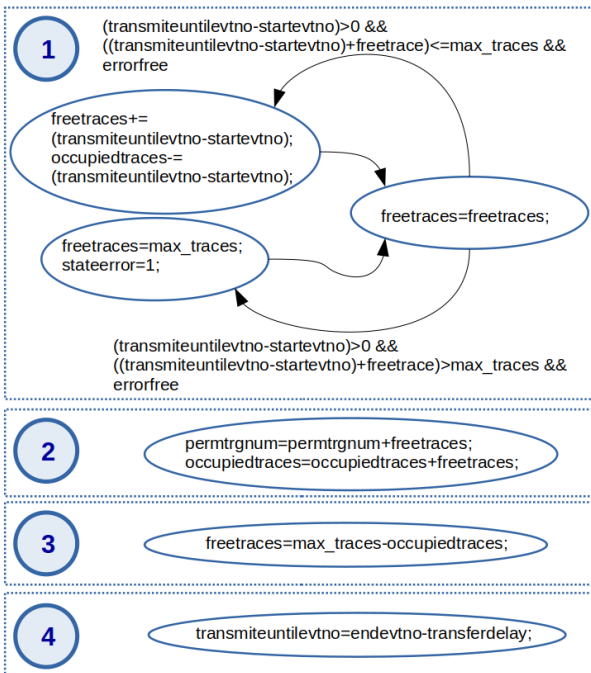 1
(transmiteuntilevtno-startevtno)>0 &&
((transmiteuntilevtno-startevtno)+freetrace)<=max_traces &&
errorfree
freetraces+=
(transmiteuntilevtno-startevtno);
occupiedtraces-=
(transmiteuntilevtno-startevtno);
freetraces=freetraces;
freetraces=max_traces;
stateerror=1;
(transmiteuntilevtno-startevtno)>0 &&
((transmiteuntilevtno-startevtno)+freetrace)>max_traces &&
errorfree
2
permtrgnum=permtrgnum+freetraces;
occupiedtraces=occupiedtraces+freetraces;
3
freetraces=max_traces-occupiedtraces;
4
transmiteuntilevtno=endevtno-transferdelay;